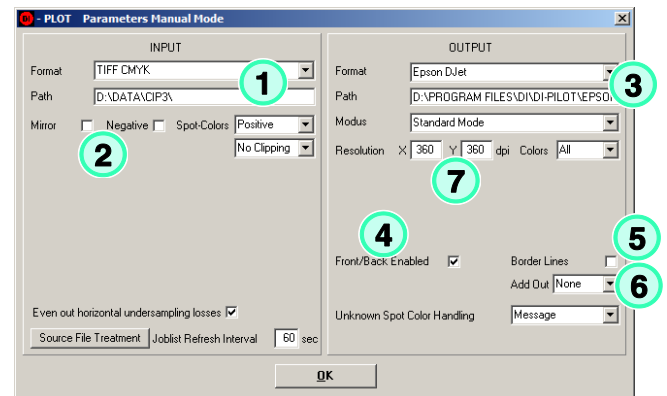 DI - PLOT Parameters Manual Mode
INPUT
Format TIFF CMYK
1
Path D:\DATA\CIP3\
Mirror Negative Spot-Colors Positive
2
No Clipping
Even out horizontal undersampling losses
Source File Treatment Joblist Refresh Interval 60 sec
OUTPUT
Format Epson DJet
3
Path D:\PROGRAM FILES\DI\DI-PILOT\EPSO
Modus Standard Mode
Resolution X 360 Y 360 dpi Colors All
7
4
5
Front/Back Enabled Border Lines
Add Out None
6
Unknown Spot Color Handling Message
OK